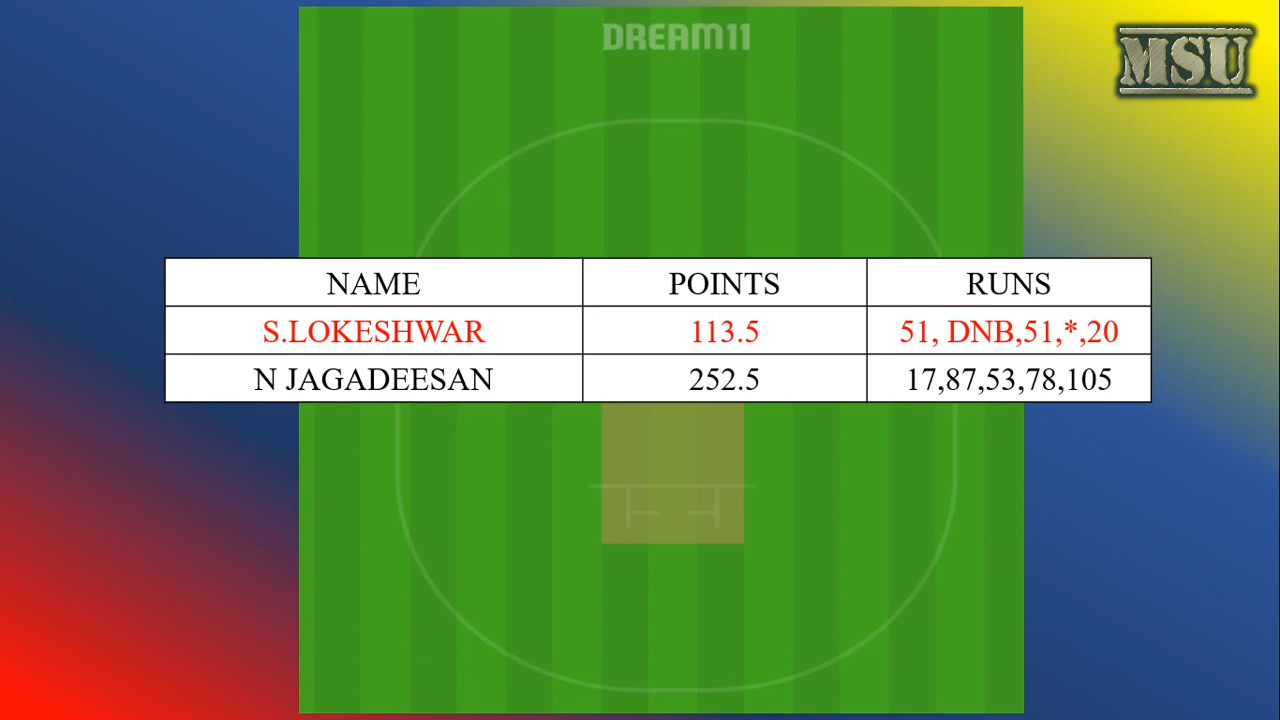 DREAM11
MSU
NAME POINTS RUNS
S.LOKESHWAR 113.5 51, DNB,51,*,20
N JAGADEESAN 252.5 17,87,53,78,105